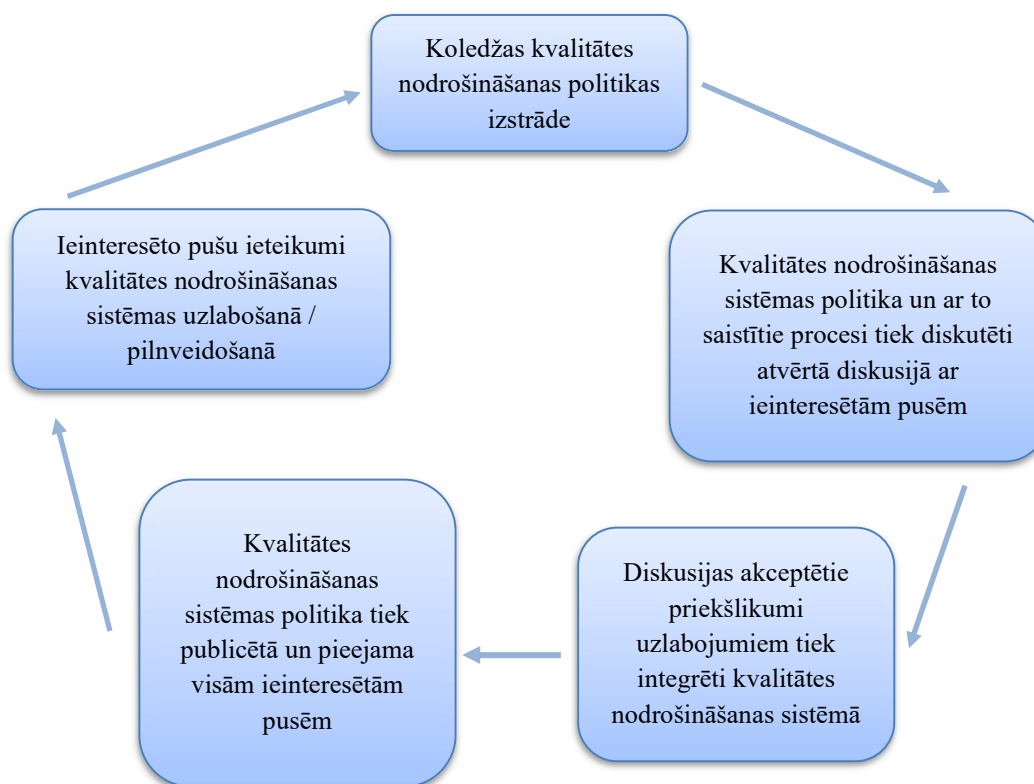 Koledžas kvalitātes
nodrošināšanas politikas
izstrāde
Kvalitātes nodrošināšanas
sistēmas politika un ar to
saistītie procesi tiek diskutēti
atvērtā diskusijā ar
ieinteresētām pusēm
Diskusijas akceptētie
priekšlikumi
uzlabojumiem tiek
integrēti kvalitātes
nodrošināšanas sistēmā
Kvalitātes
nodrošināšanas
sistēmas politika tiek
publicētā un pieejama
visām ieinteresētām
pusēm
Ieinteresēto pušu ieteikumi
kvalitātes nodrošināšanas
sistēmas uzlabošanā /
pilnveidošanā